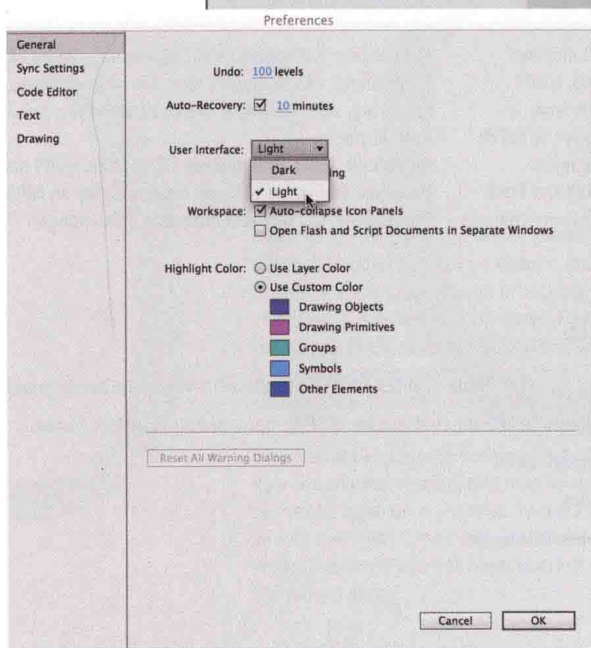 Preferences
General
Sync Settings
Code Editor
Text
Drawing
Undo: 100 levels
Auto-Recovery: 10 minutes
User Interface: Light
Dark
Light
Workspace: Auto-collapse Icon Panels
Open Flash and Script Documents in Separate Windows
Highlight Color: Use Layer Color
Use Custom Color
Drawing Objects
Drawing Primitives
Groups
Symbols
Other Elements
Reset All Warning Dialogs
Cancel OK